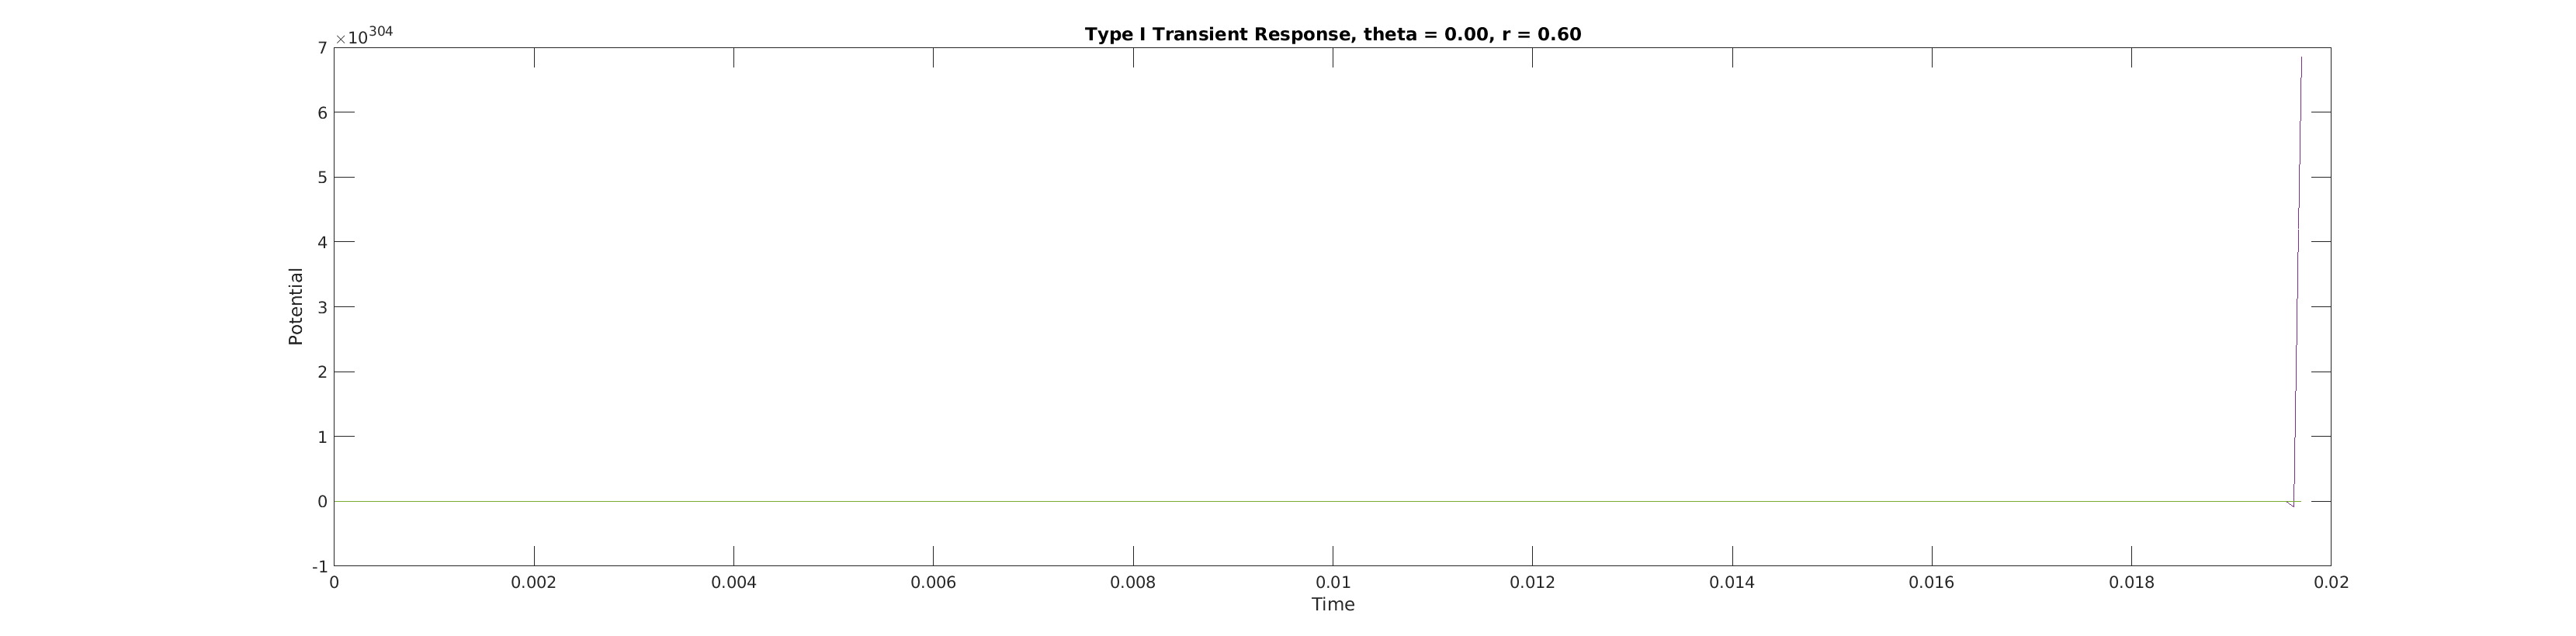 Type I Transient Response, theta = 0.00, r = 0.60
×10^304
7
6
5
4
3
2
1
0
-1
Potential
0 0.002 0.004 0.006 0.008 0.01 0.012 0.014 0.016 0.018 0.02
Time